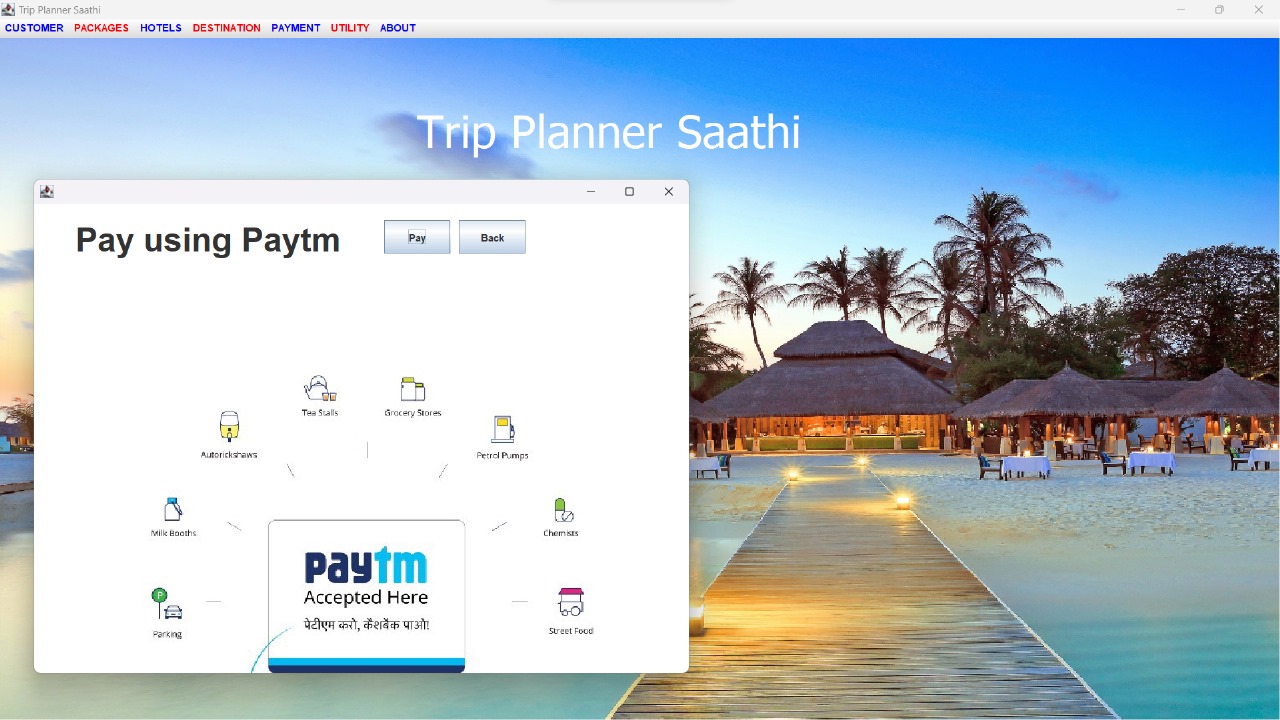 Trip Planner Saathi
CUSTOMER PACKAGES HOTELS DESTINATION PAYMENT UTILITY ABOUT
Trip Planner Saathi
Pay using Paytm
Pay Back
Tea Stalls
Grocery Stores
Autorickshaws
Petrol Pumps
Milk Booths
Chemists
P
Parking
Street Food
paytm
Accepted Here
पेटीएम करो, कैशबैक पाओ!